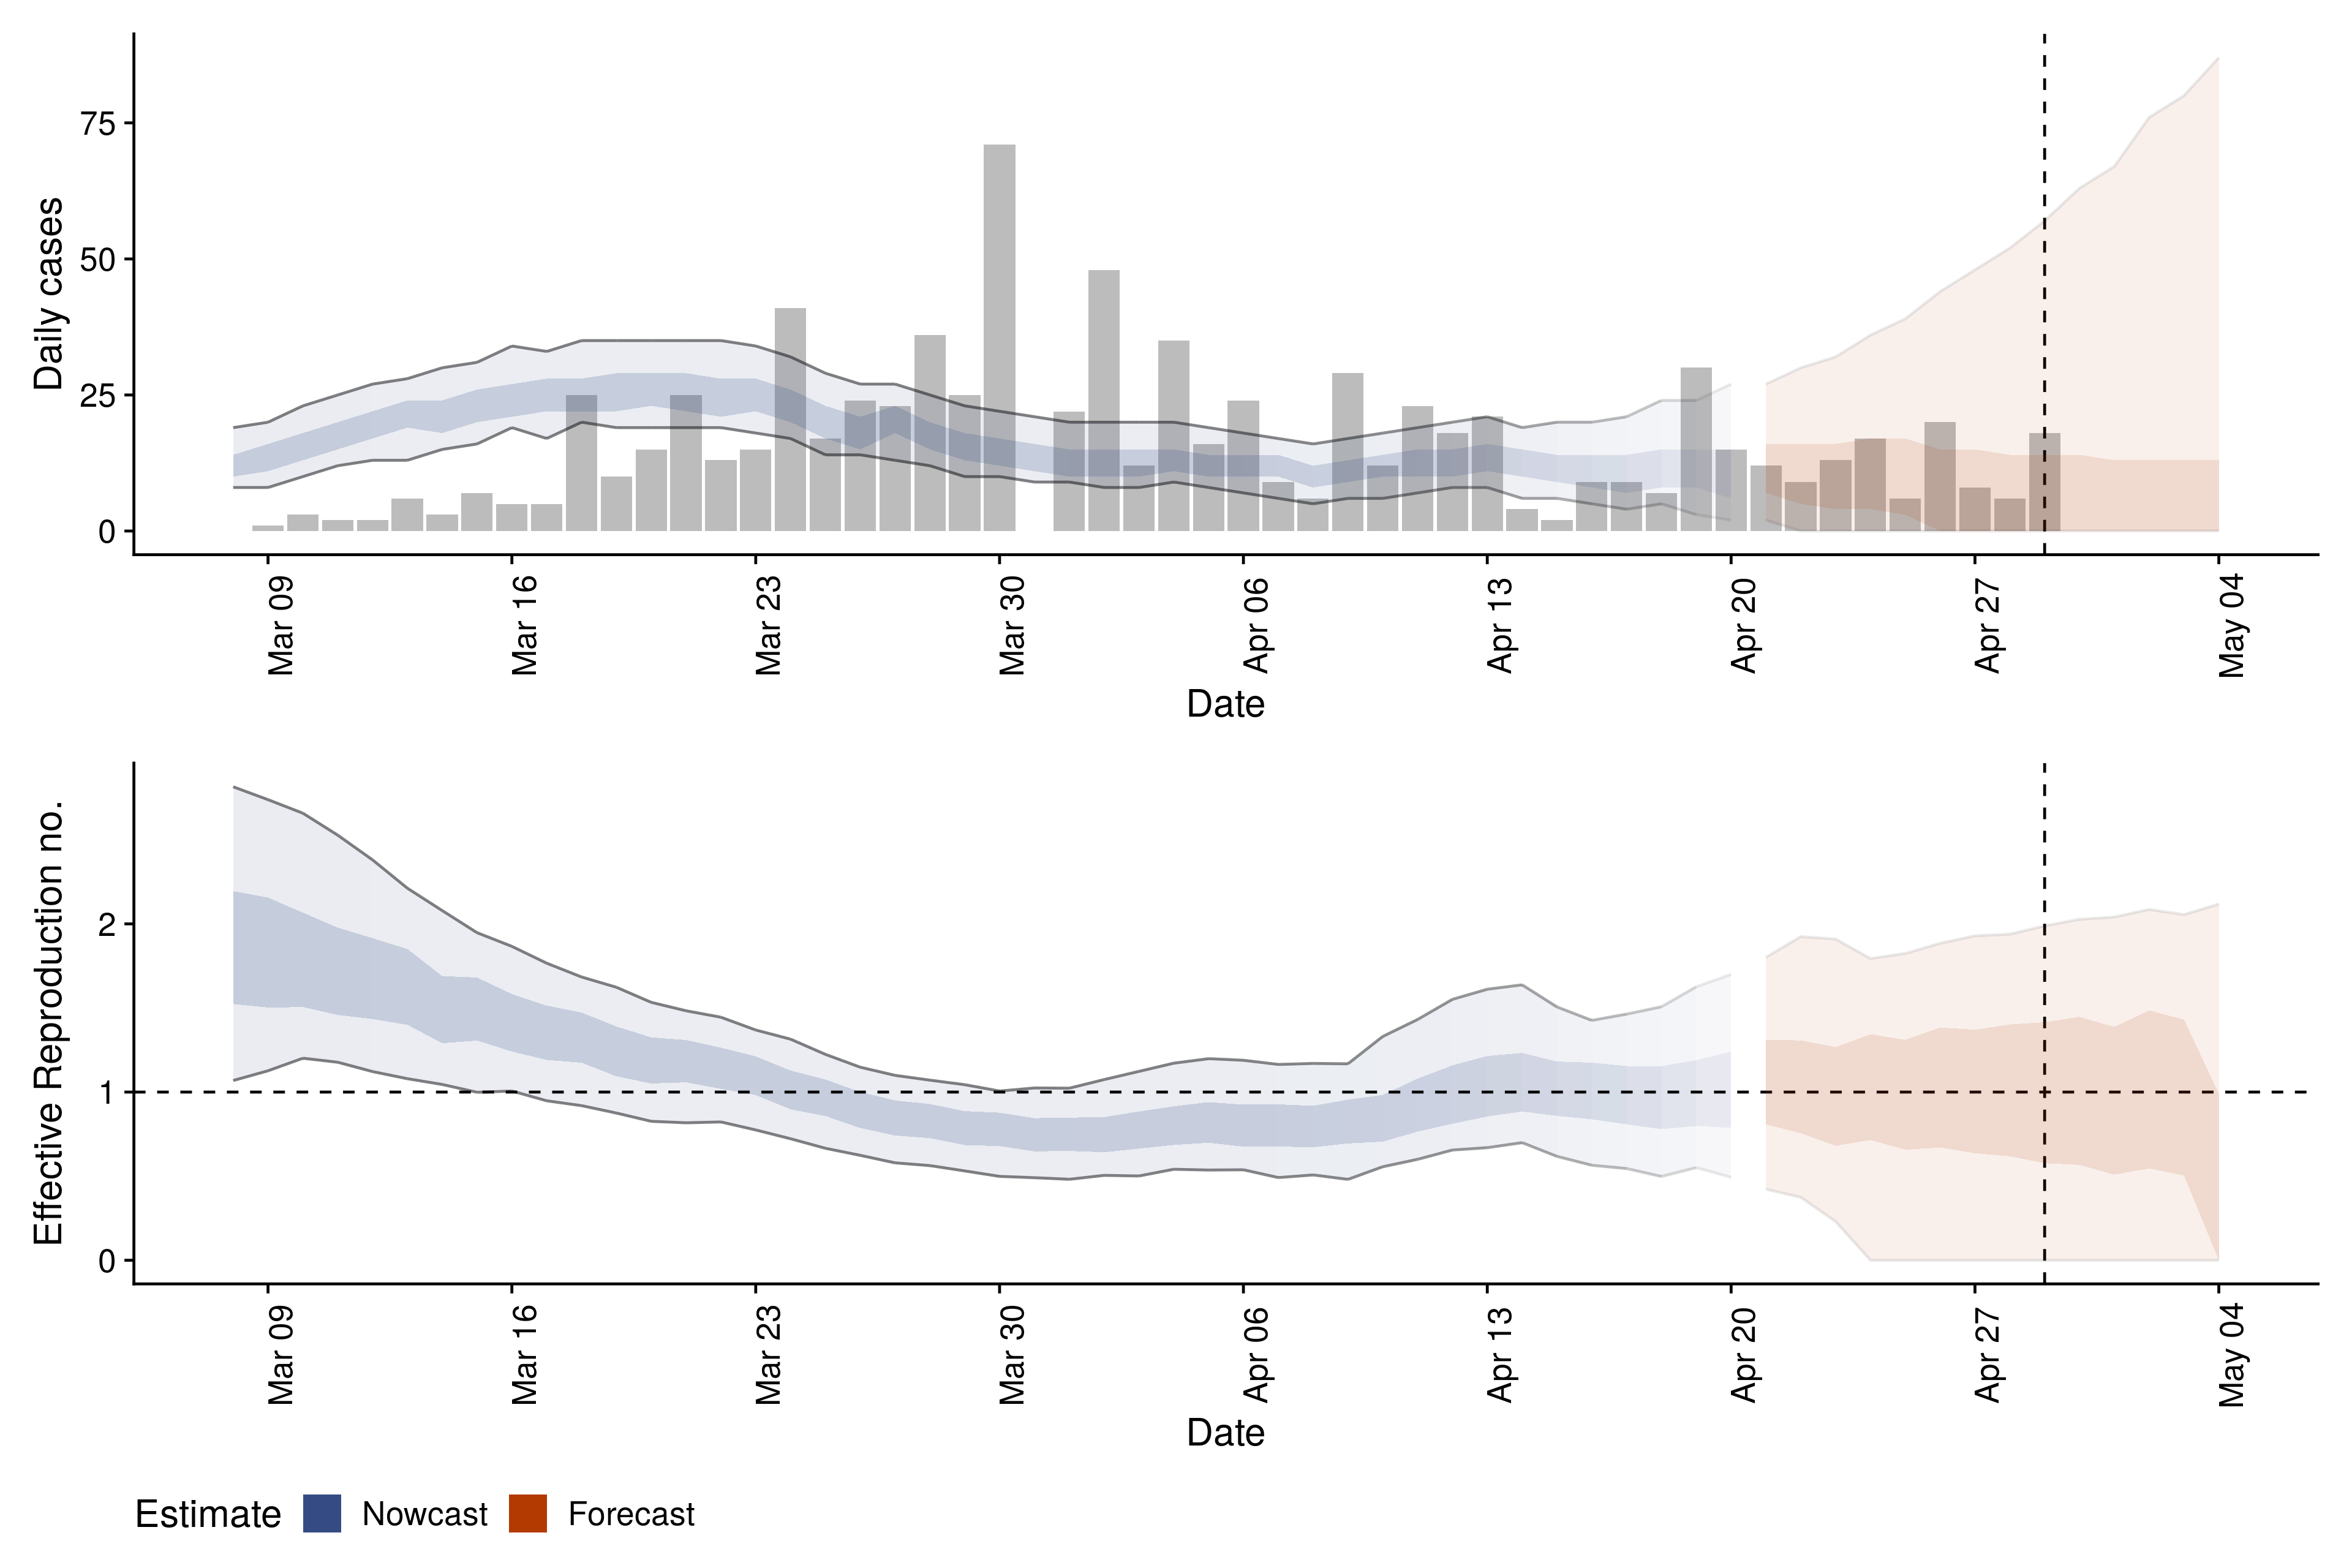 Daily cases
75
50
25
0
Mar 09
Mar 16
Mar 23
Mar 30
Apr 06
Apr 13
Apr 20
Apr 27
May 04
Date
Effective Reproduction no.
2
1
0
Mar 09
Mar 16
Mar 23
Mar 30
Apr 06
Apr 13
Apr 20
Apr 27
May 04
Date
Estimate Nowcast Forecast